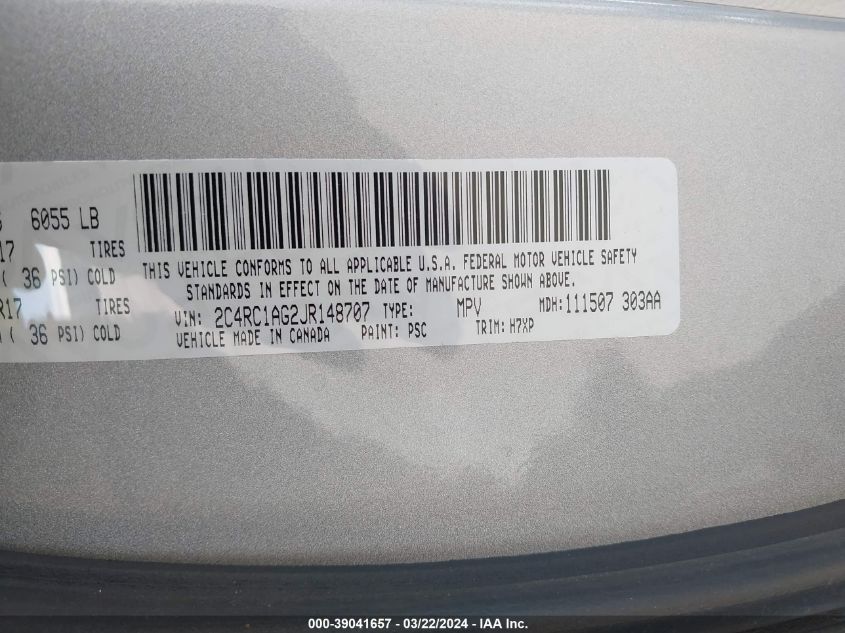 6055 LB
17 TIRES
( 36 PSI) COLD
R17 TIRES
( 36 PSI) COLD
THIS VEHICLE CONFORMS TO ALL APPLICABLE U.S.A. FEDERAL MOTOR VEHICLE SAFETY
STANDARDS IN EFFECT ON THE DATE OF MANUFACTURE SHOWN ABOVE.
VIN: 2C4RC1AG2JR148707 TYPE: MPV MDH:111507 303AA
VEHICLE MADE IN CANADA PAINT: PSC TRIM: H7XP
000-39041657 - 03/22/2024 - IAA Inc.